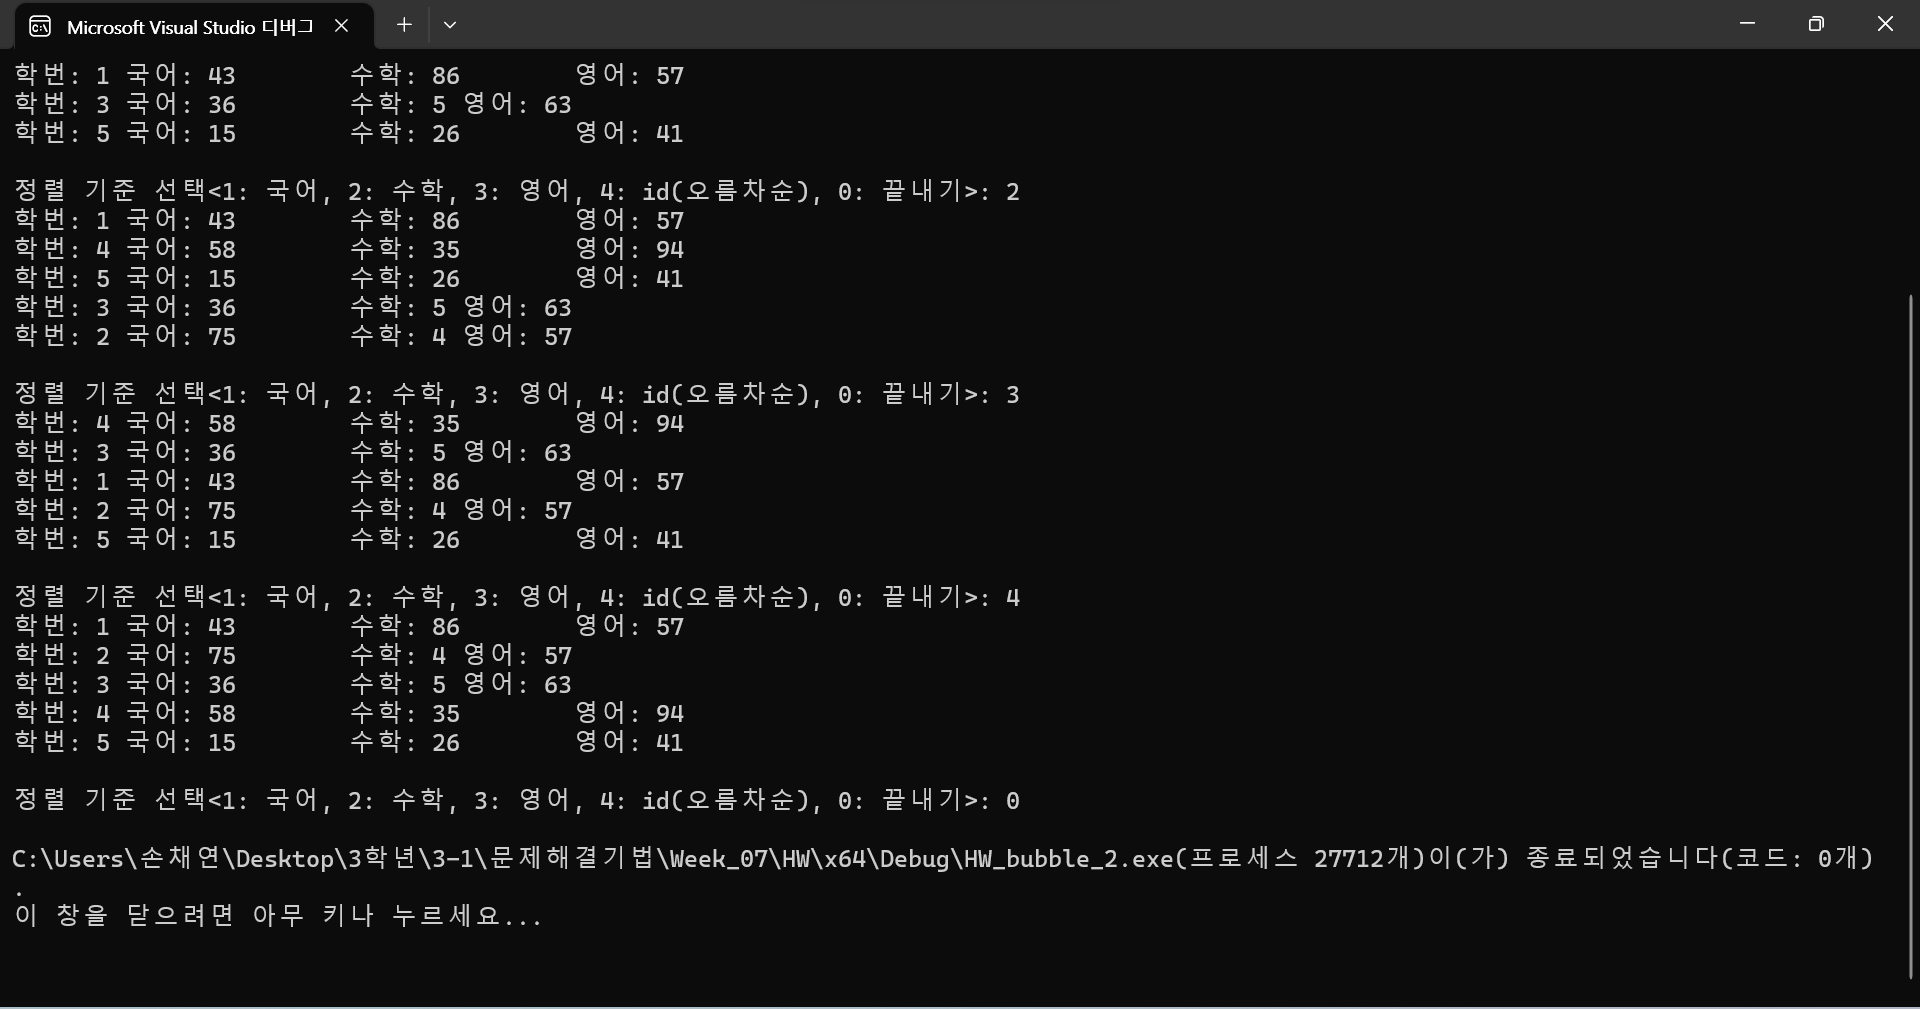 Microsoft Visual Studio 디버그
학번: 1 국어: 43 수학: 86 영어: 57
학번: 3 국어: 36 수학: 5 영어: 63
학번: 5 국어: 15 수학: 26 영어: 41
정렬 기준 선택<1: 국어, 2: 수학, 3: 영어, 4: id(오름차순), 0: 끝내기>: 2
학번: 1 국어: 43 수학: 86 영어: 57
학번: 4 국어: 58 수학: 35 영어: 94
학번: 5 국어: 15 수학: 26 영어: 41
학번: 3 국어: 36 수학: 5 영어: 63
학번: 2 국어: 75 수학: 4 영어: 57
정렬 기준 선택<1: 국어, 2: 수학, 3: 영어, 4: id(오름차순), 0: 끝내기>: 3
학번: 4 국어: 58 수학: 35 영어: 94
학번: 3 국어: 36 수학: 5 영어: 63
학번: 1 국어: 43 수학: 86 영어: 57
학번: 2 국어: 75 수학: 4 영어: 57
학번: 5 국어: 15 수학: 26 영어: 41
정렬 기준 선택<1: 국어, 2: 수학, 3: 영어, 4: id(오름차순), 0: 끝내기>: 4
학번: 1 국어: 43 수학: 86 영어: 57
학번: 2 국어: 75 수학: 4 영어: 57
학번: 3 국어: 36 수학: 5 영어: 63
학번: 4 국어: 58 수학: 35 영어: 94
학번: 5 국어: 15 수학: 26 영어: 41
정렬 기준 선택<1: 국어, 2: 수학, 3: 영어, 4: id(오름차순), 0: 끝내기>: 0
C:\Users\손채연\Desktop\3학년\3-1\문제해결기법\Week_07\HW\x64\Debug\HW_bubble_2.exe(프로세스 27712개)이(가) 종료되었습니다(코드: 0개)
.
이 창을 닫으려면 아무 키나 누르세요...